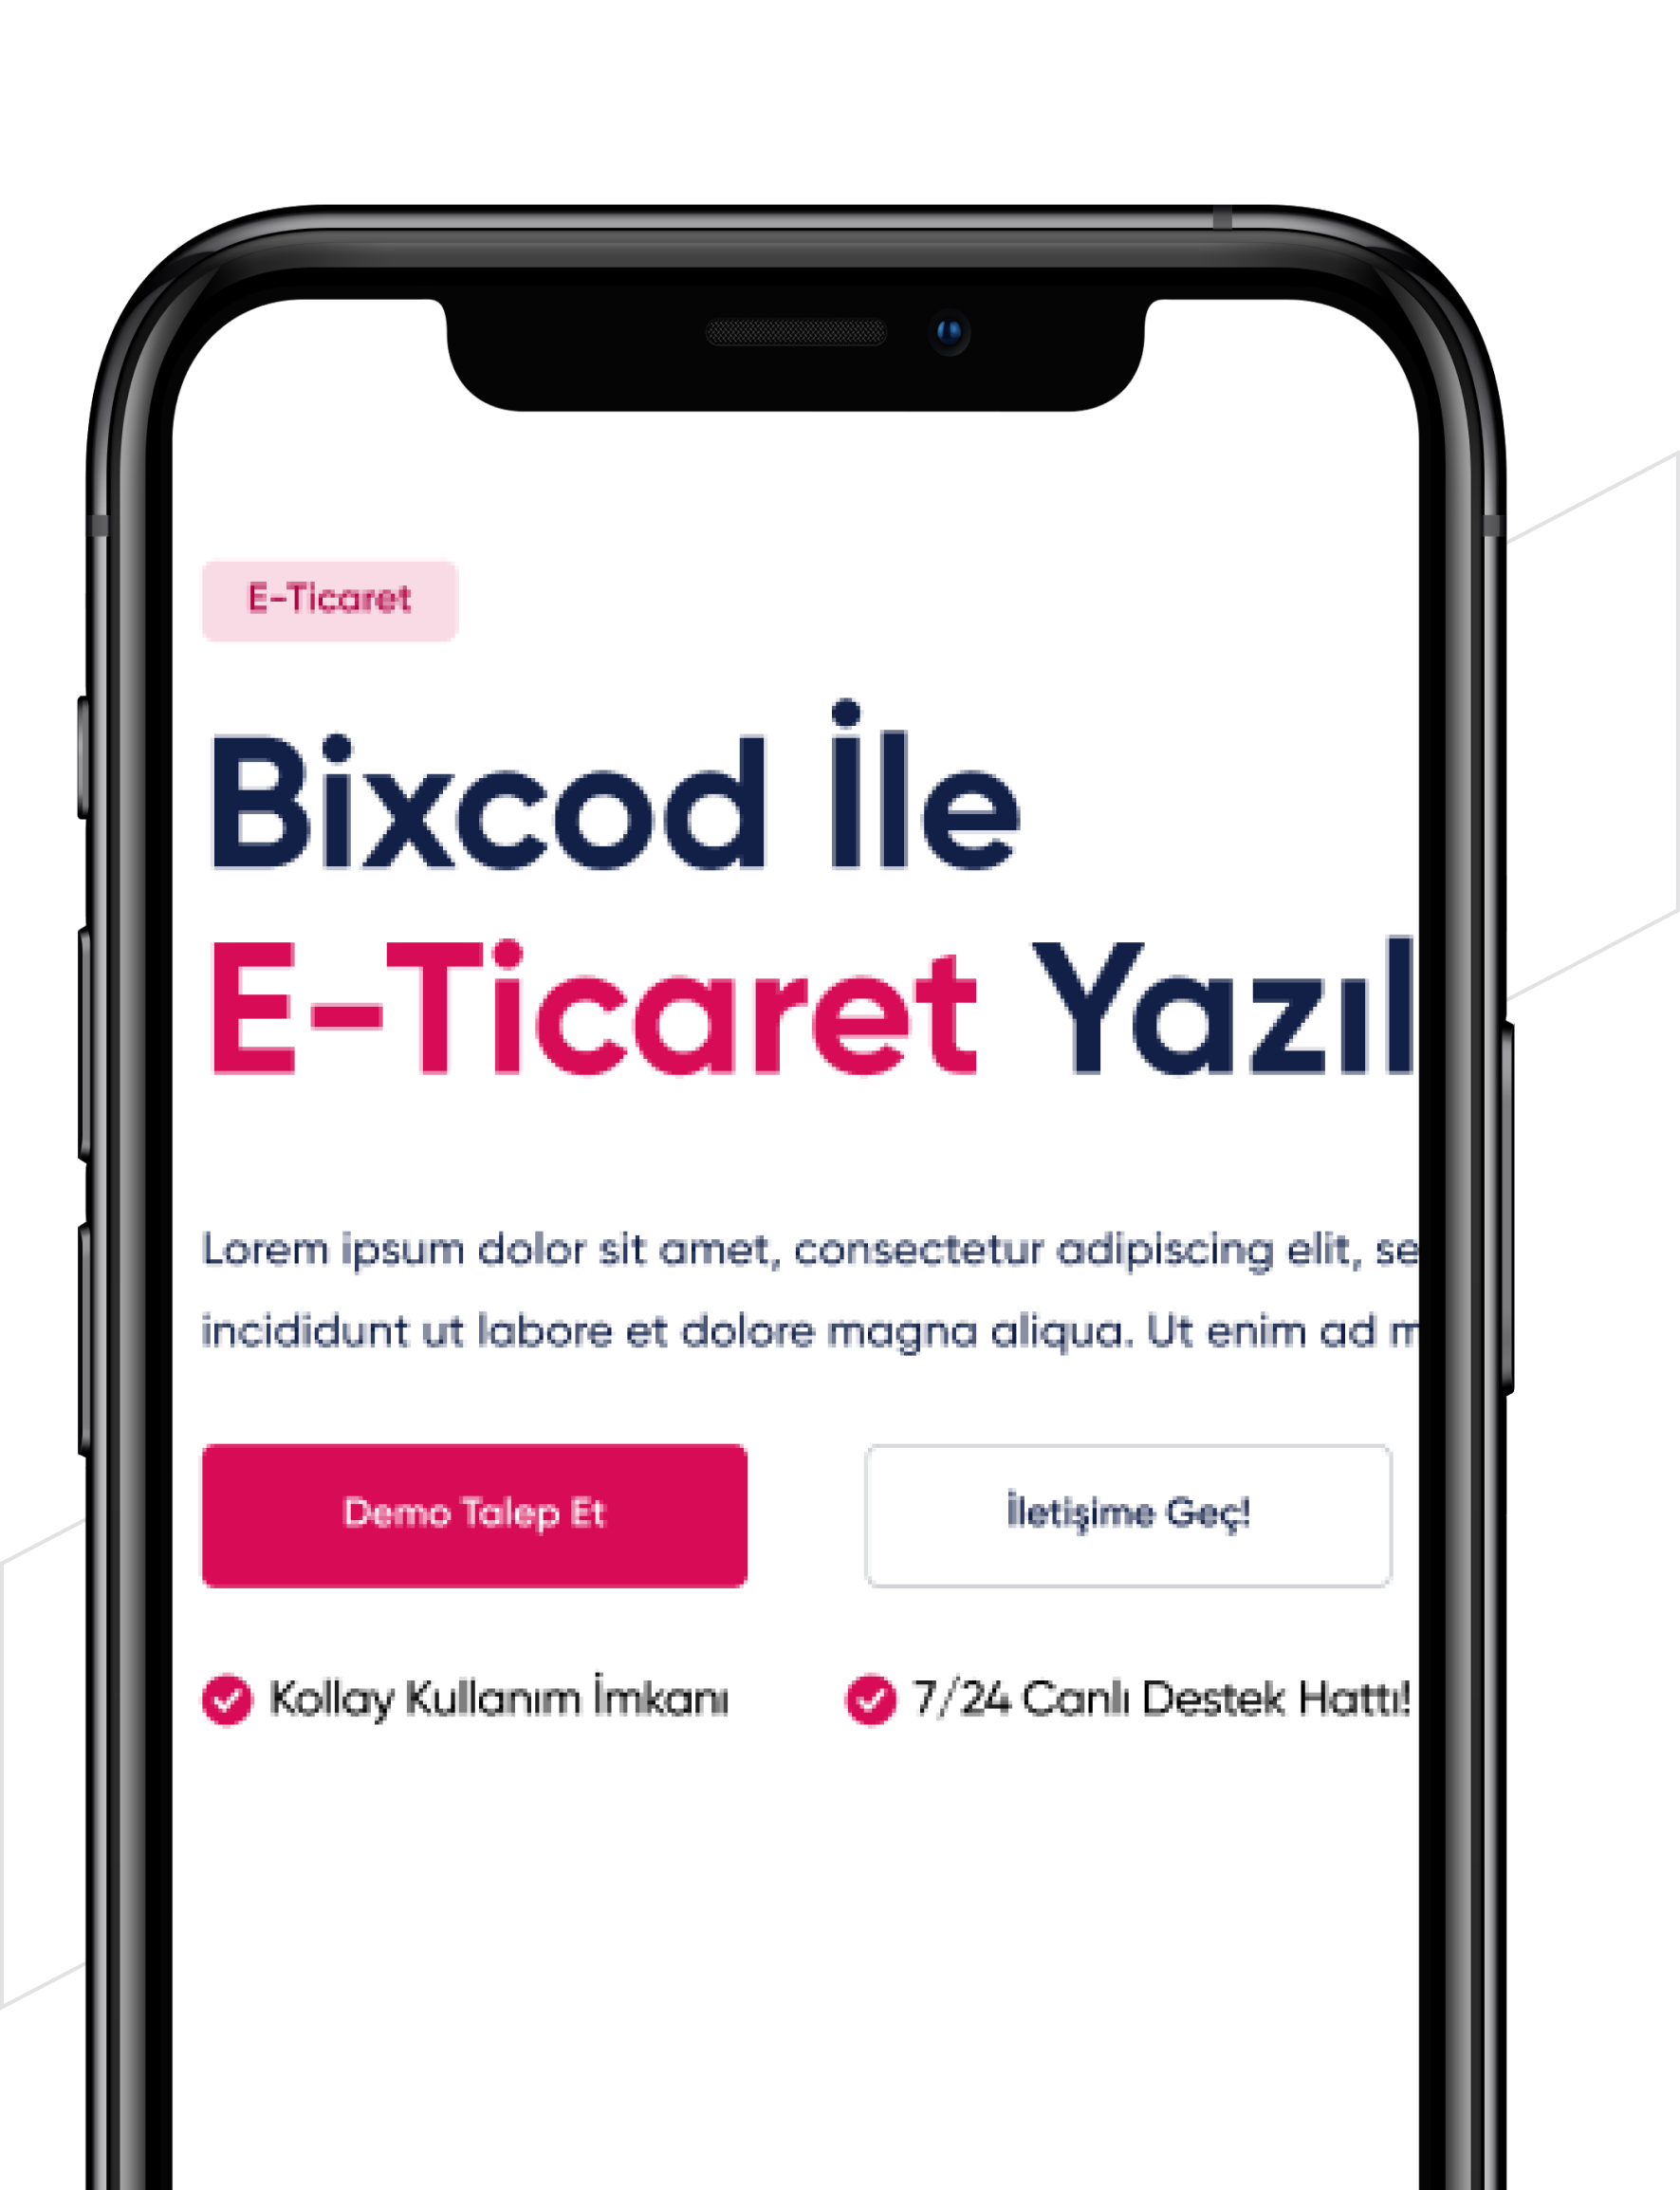 E-Ticaret
Bixcod İle
E-Ticaret Yazıl
Lorem ipsum dolor sit amet, consectetur adipiscing elit, se
incididunt ut labore et dolore magna aliqua. Ut enim ad m
Demo Talep Et
İletişime Geç!
Kollay Kullanım İmkanı
7/24 Canlı Destek Hattı!